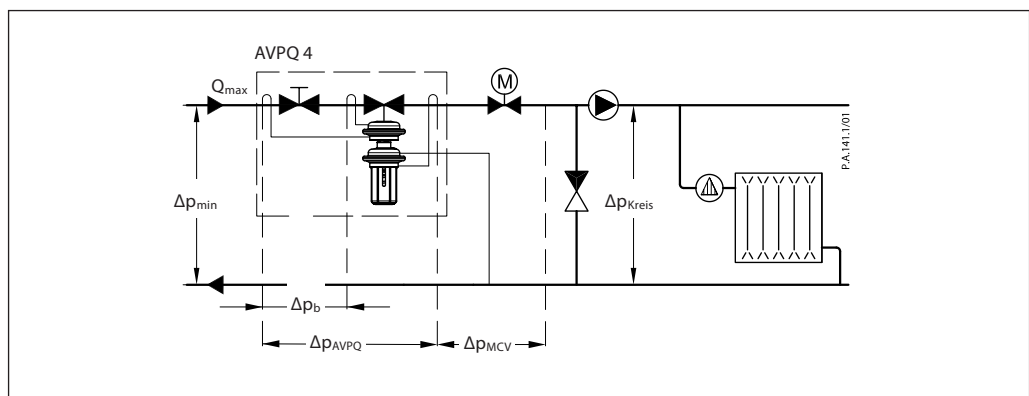 AVPQ 4
Qmax
M
P.A.141.1/01
Δpmin
ΔpKreis
Δpb
ΔpAVPQ
ΔpMCV